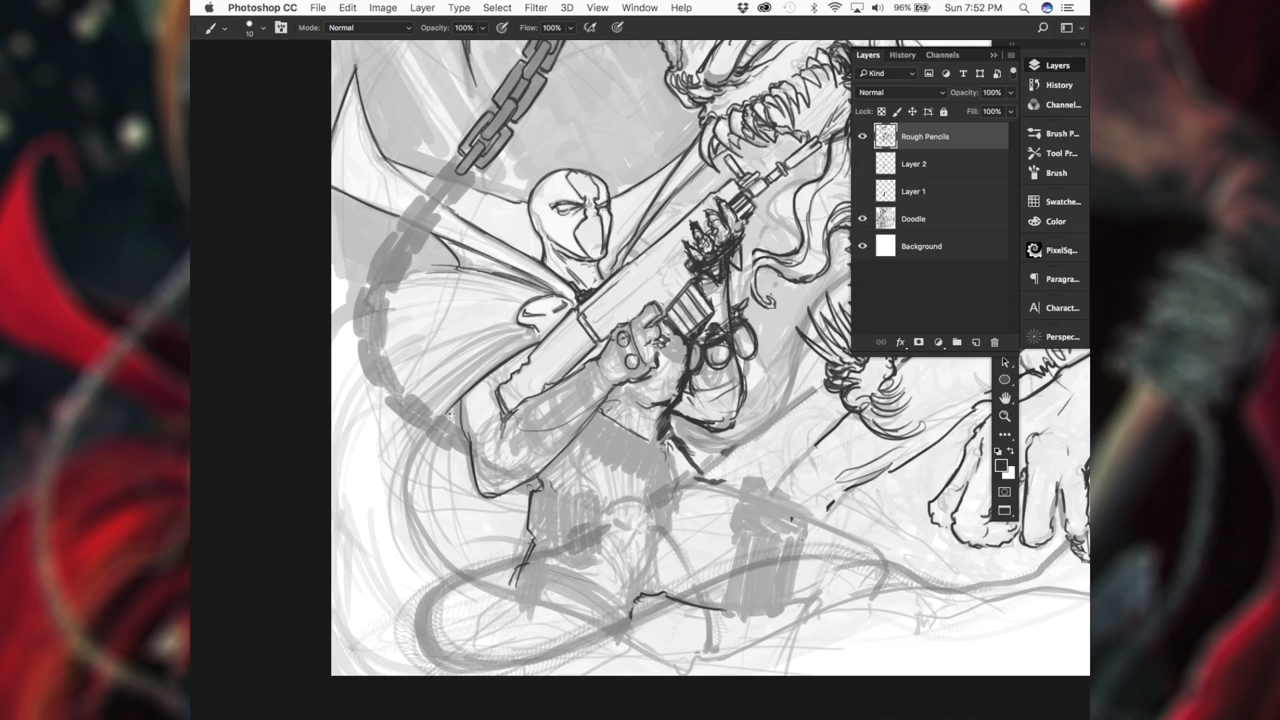 Photoshop CC File Edit Image Layer Type Select Filter 3D View Window Help 96% Sun 7:52 PM
10 Mode: Normal Opacity: 100% Flow: 100%
Layers History Channels
Kind
Normal Opacity: 100%
Lock: Fill: 100%
Rough Pencils
Layer 2
Layer 1
Doodle
Background
fx
Layers
History
Channel...
Brush P...
Tool Pr...
Brush
Swatche...
Color
PixelSq...
Paragra...
Charact...
Perspec...